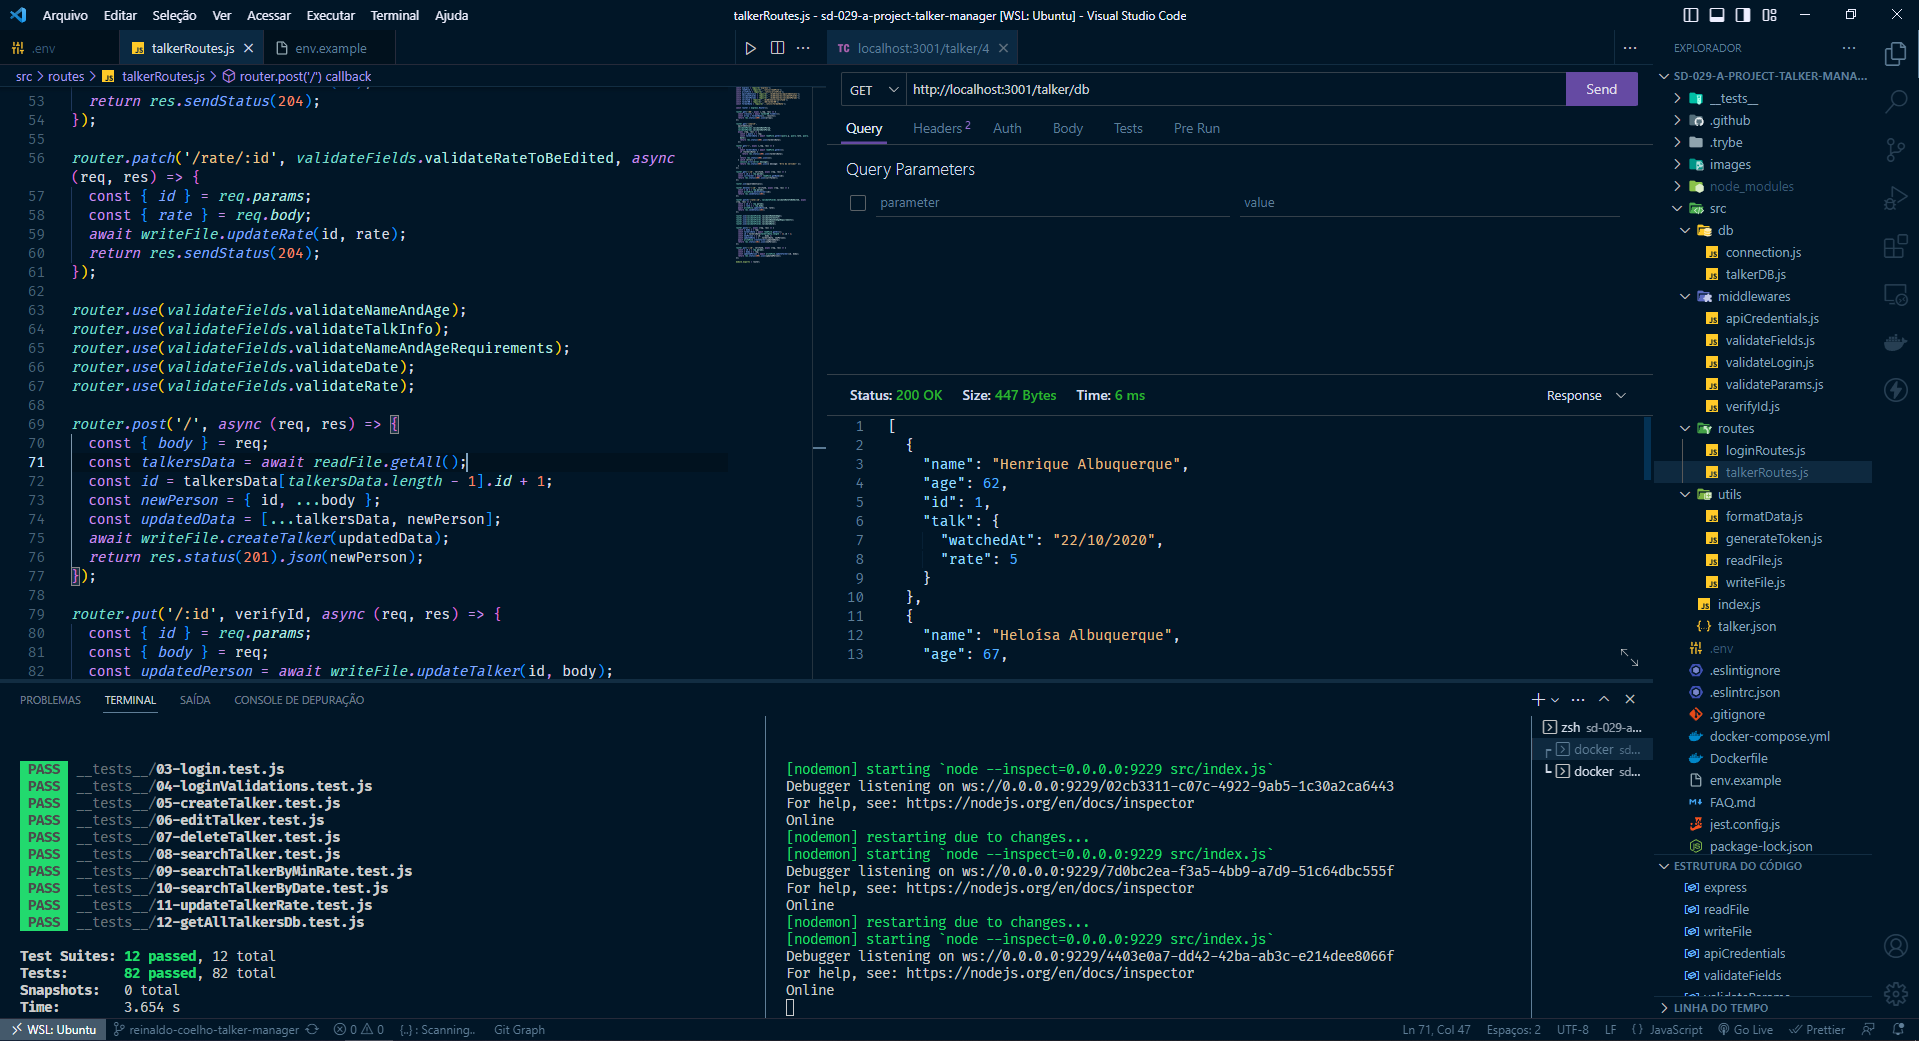 Arquivo Editar Seleção Ver Acessar Executar Terminal Ajuda
talkerRoutes.js - sd-029-a-project-talker-manager [WSL: Ubuntu] - Visual Studio Code
.env
talkerRoutes.js
env.example
src > routes > talkerRoutes.js > router.post('/') callback
53 return res.sendStatus(204);
54 });
55
56 router.patch('/rate/:id', validateFields.validateRateToBeEdited, async
(req, res) => {
57 const { id } = req.params;
58 const { rate } = req.body;
59 await writeFile.updateRate(id, rate);
60 return res.sendStatus(204);
61 });
62
63 router.use(validateFields.validateNameAndAge);
64 router.use(validateFields.validateTalkInfo);
65 router.use(validateFields.validateNameAndAgeRequirements);
66 router.use(validateFields.validateDate);
67 router.use(validateFields.validateRate);
68
69 router.post('/', async (req, res) => {
70 const { body } = req;
71 const talkersData = await readFile.getAll();
72 const id = talkersData[talkersData.length - 1].id + 1;
73 const newPerson = { id, ...body };
74 const updatedData = [...talkersData, newPerson];
75 await writeFile.createTalker(updatedData);
76 return res.status(201).json(newPerson);
77 });
78
79 router.put('/:id', verifyId, async (req, res) => {
80 const { id } = req.params;
81 const { body } = req;
82 const updatedPerson = await writeFile.updateTalker(id, body);
TC localhost:3001/talker/4
GET http://localhost:3001/talker/db Send
Query Headers 2 Auth Body Tests Pre Run
Query Parameters
parameter value
Status: 200 OK Size: 447 Bytes Time: 6 ms Response
1 [
2 {
3 "name": "Henrique Albuquerque",
4 "age": 62,
5 "id": 1,
6 "talk": {
7 "watchedAt": "22/10/2020",
8 "rate": 5
9 }
10 },
11 {
12 "name": "Heloísa Albuquerque",
13 "age": 67,
PROBLEMAS TERMINAL SAÍDA CONSOLE DE DEPURAÇÃO
PASS __tests__/03-login.test.js
PASS __tests__/04-loginValidations.test.js
PASS __tests__/05-createTalker.test.js
PASS __tests__/06-editTalker.test.js
PASS __tests__/07-deleteTalker.test.js
PASS __tests__/08-searchTalker.test.js
PASS __tests__/09-searchTalkerByMinRate.test.js
PASS __tests__/10-searchTalkerByDate.test.js
PASS __tests__/11-updateTalkerRate.test.js
PASS __tests__/12-getAllTalkersDb.test.js
Test Suites: 12 passed, 12 total
Tests: 82 passed, 82 total
Snapshots: 0 total
Time: 3.654 s
[nodemon] starting `node --inspect=0.0.0.0:9229 src/index.js`
Debugger listening on ws://0.0.0.0:9229/02cb3311-c07c-4922-9ab5-1c30a2ca6443
For help, see: https://nodejs.org/en/docs/inspector
Online
[nodemon] restarting due to changes...
[nodemon] starting `node --inspect=0.0.0.0:9229 src/index.js`
Debugger listening on ws://0.0.0.0:9229/7d0bc2ea-f3a5-4bb9-a7d9-51c64dbc555f
For help, see: https://nodejs.org/en/docs/inspector
Online
[nodemon] restarting due to changes...
[nodemon] starting `node --inspect=0.0.0.0:9229 src/index.js`
Debugger listening on ws://0.0.0.0:9229/4403e0a7-dd42-42ba-ab3c-e214dee8066f
For help, see: https://nodejs.org/en/docs/inspector
Online
zsh sd-029-a...
docker sd...
docker sd...
EXPLORADOR
SD-029-A-PROJECT-TALKER-MANA...
__tests__
.github
.trybe
images
node_modules
src
db
connection.js
talkerDB.js
middlewares
apiCredentials.js
validateFields.js
validateLogin.js
validateParams.js
verifyId.js
routes
loginRoutes.js
talkerRoutes.js
utils
formatData.js
generateToken.js
readFile.js
writeFile.js
index.js
talker.json
.env
.eslintignore
.eslintrc.json
.gitignore
docker-compose.yml
Dockerfile
env.example
FAQ.md
jest.config.js
package-lock.json
ESTRUTURA DO CÓDIGO
express
readFile
writeFile
apiCredentials
validateFields
LINHA DO TEMPO
WSL: Ubuntu reinaldo-coelho-talker-manager 0 0 {..} : Scanning.. Git Graph
Ln 71, Col 47 Espaços: 2 UTF-8 LF { } JavaScript Go Live Prettier